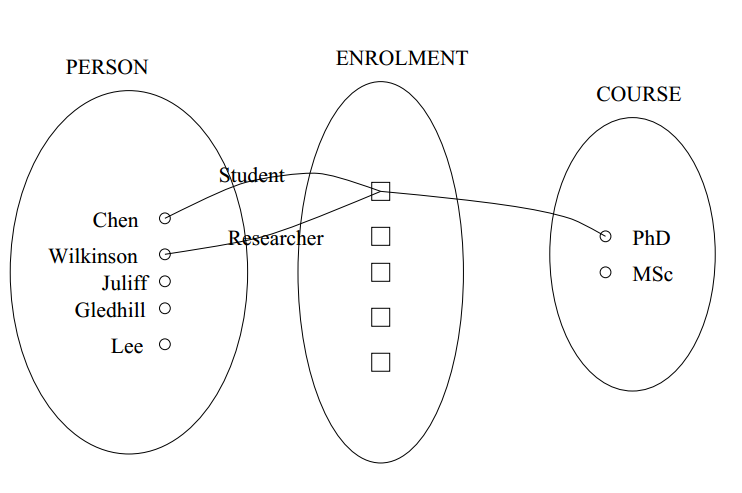 PERSON
ENROLMENT
COURSE
Student
Researcher
Chen
Wilkinson
Juliff
Gledhill
Lee
PhD
MSc